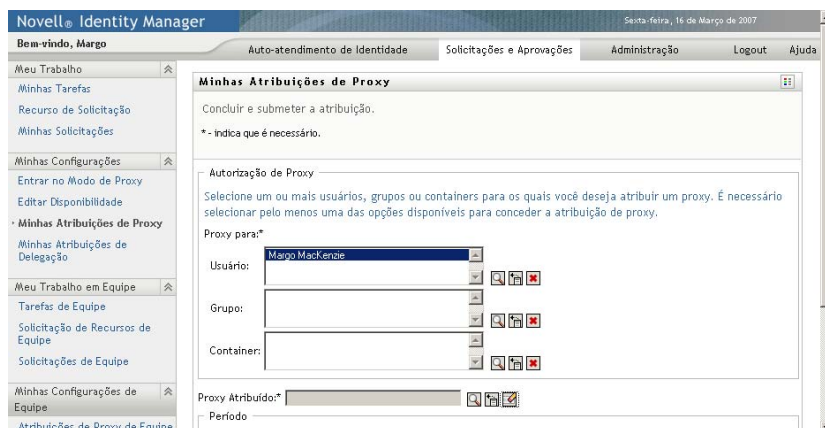 Novell® Identity Manager
Sexta-feira, 16 de Março de 2007
Bem-vindo, Margo
Auto-atendimento de Identidade
Solicitações e Aprovações
Administração
Logout
Ajuda
Meu Trabalho
Minhas Tarefas
Recurso de Solicitação
Minhas Solicitações
Minhas Configurações
Entrar no Modo de Proxy
Editar Disponibilidade
· Minhas Atribuições de Proxy
Minhas Atribuições de
Delegação
Meu Trabalho em Equipe
Tarefas de Equipe
Solicitação de Recursos de
Equipe
Solicitações de Equipe
Minhas Configurações de
Equipe
Atribuições de Proxy de Equipe
Minhas Atribuições de Proxy
Concluir e submeter a atribuição.
* - indica que é necessário.
Autorização de Proxy
Selecione um ou mais usuários, grupos ou containers para os quais você deseja atribuir um proxy. É necessário
selecionar pelo menos uma das opções disponíveis para conceder a atribuição de proxy.
Proxy para:*
Usuário:
Margo MacKenzie
Grupo:
Container:
Proxy Atribuído:*
Período